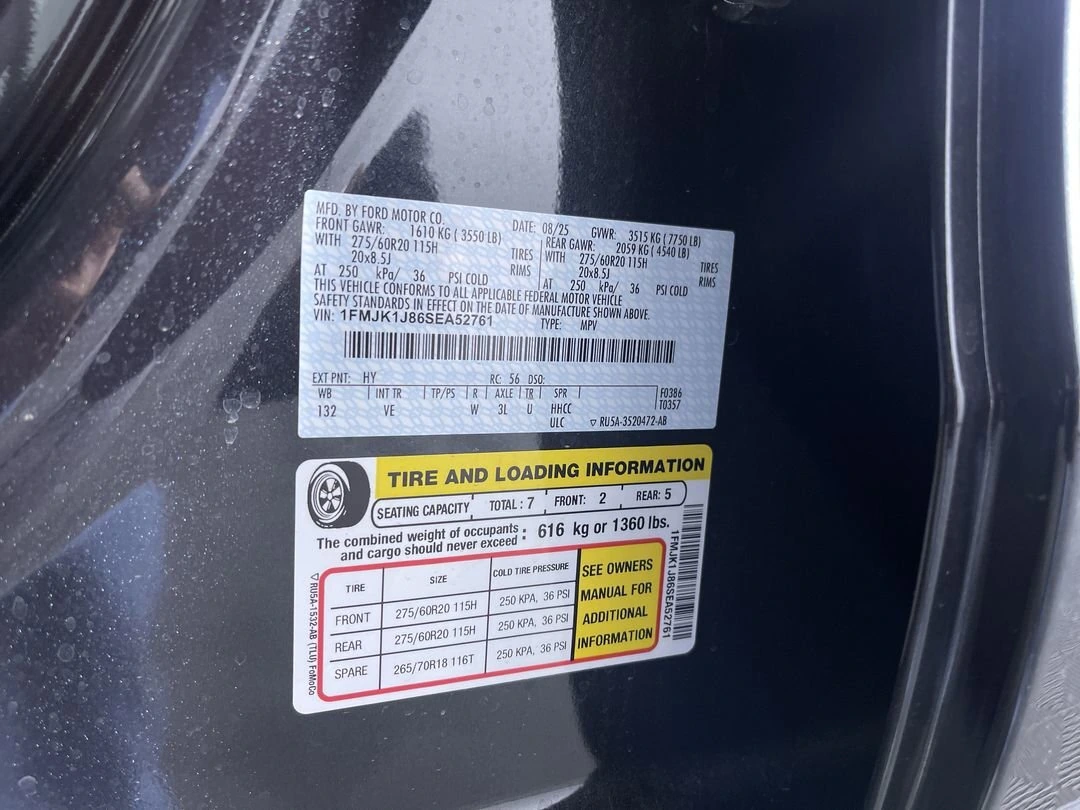 MFD. BY FORD MOTOR CO. DATE: 08/25 GVWR: 3515 KG ( 7750 LB)
FRONT GAWR: 1610 KG ( 3550 LB) REAR GAWR: 2059 KG ( 4540 LB)
WITH 275/60R20 115H TIRES WITH 275/60R20 115H TIRES
20x8.5J RIMS 20x8.5J RIMS
AT 250 kPa/ 36 PSI COLD AT 250 kPa/ 36 PSI COLD
THIS VEHICLE CONFORMS TO ALL APPLICABLE FEDERAL MOTOR VEHICLE
SAFETY STANDARDS IN EFFECT ON THE DATE OF MANUFACTURE SHOWN ABOVE.
VIN: 1FMJK1J86SEA52761 TYPE: MPV
EXT PNT: HY RC: 56 DSO:
WB INT TR TP/PS R AXLE TR SPR F0386
132 VE W 3L U HHCC T0357
ULC ▽ RU5A-3520472-AB
TIRE AND LOADING INFORMATION
SEATING CAPACITY TOTAL : 7 FRONT: 2 REAR: 5
The combined weight of occupants
and cargo should never exceed : 616 kg or 1360 lbs.
TIRE SIZE COLD TIRE PRESSURE
FRONT 275/60R20 115H 250 KPA, 36 PSI
REAR 275/60R20 115H 250 KPA, 36 PSI
SPARE 265/70R18 116T 250 KPA, 36 PSI
SEE OWNERS
MANUAL FOR
ADDITIONAL
INFORMATION
1FMJK1J86SEA52761
▽ RU5A-1532-AB (TLU) FoMoCo